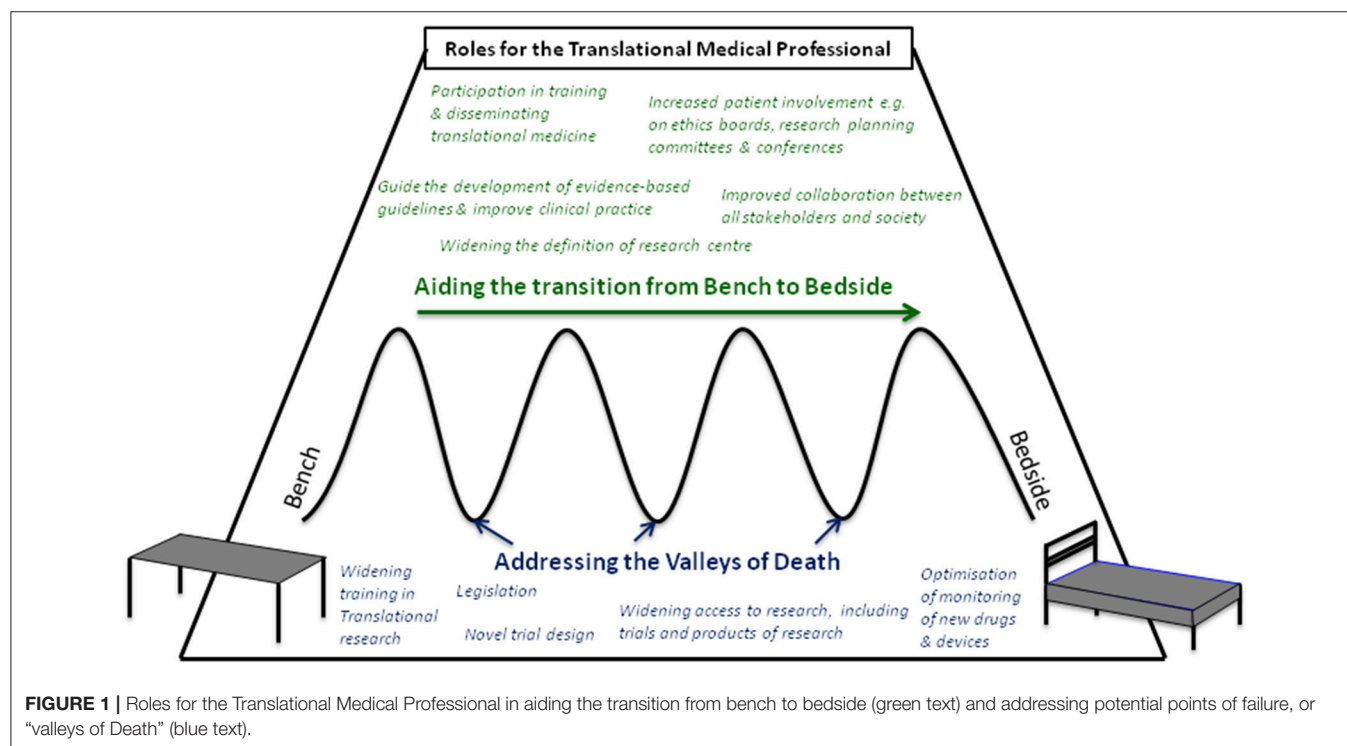 Roles for the Translational Medical Professional
Participation in training
& disseminating
translational medicine
Increased patient involvement e.g.
on ethics boards, research planning
committees & conferences
Guide the development of evidence-based
guidelines & improve clinical practice
Improved collaboration between
all stakeholders and society
Widening the definition of research centre
Aiding the transition from Bench to Bedside
Bench
Bedside
Addressing the Valleys of Death
Widening
training in
Translational
research
Legislation
Novel trial design
Widening access to research, including
trials and products of research
Optimisation
of monitoring
of new drugs
& devices
FIGURE 1 | Roles for the Translational Medical Professional in aiding the transition from bench to bedside (green text) and addressing potential points of failure, or
“valleys of Death” (blue text).